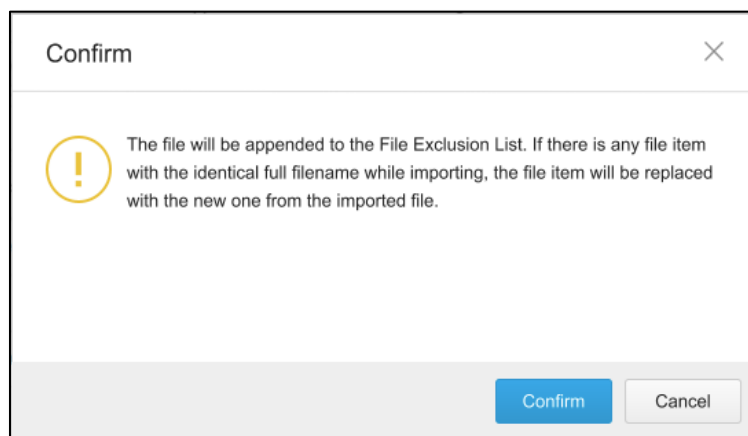 Confirm
The file will be appended to the File Exclusion List. If there is any file item
with the identical full filename while importing, the file item will be replaced
with the new one from the imported file.
Confirm
Cancel